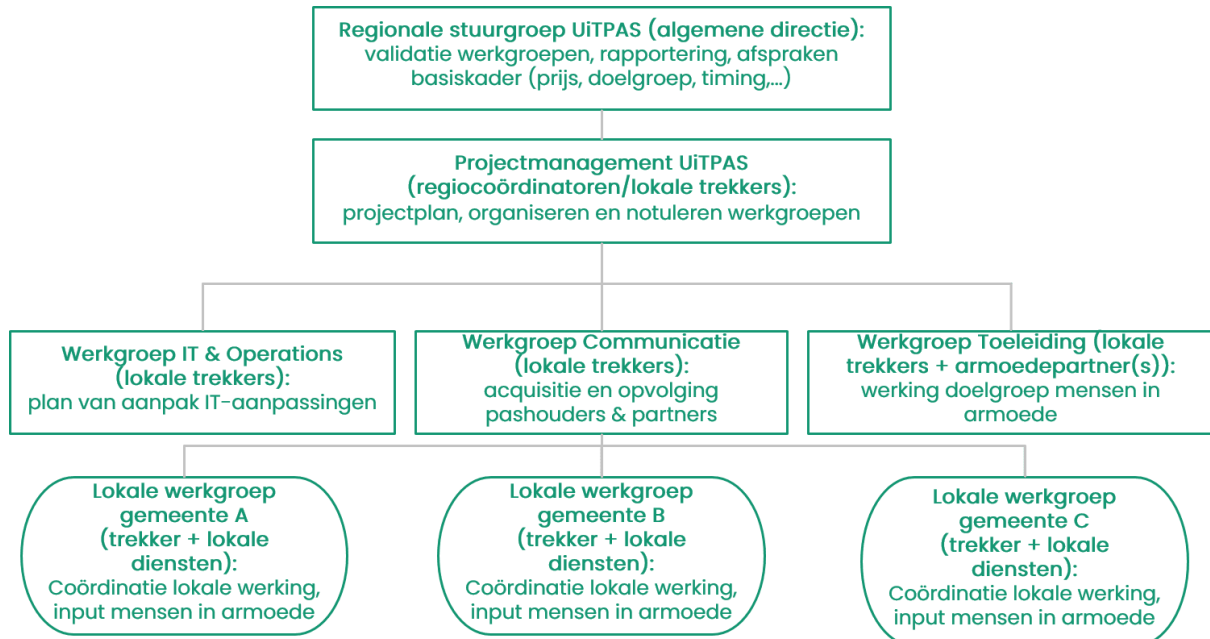 Regionale stuurgroep UiTPAS (algemene directie):
validatie werkgroepen, rapportering, afspraken
basiskader (prijs, doelgroep, timing,...)
Projectmanagement UiTPAS
(regiocoördinatoren/lokale trekkers):
projectplan, organiseren en notuleren werkgroepen
Werkgroep IT & Operations
(lokale trekkers):
plan van aanpak IT-aanpassingen
Werkgroep Communicatie
(lokale trekkers):
acquisitie en opvolging
pashouders & partners
Werkgroep Toeleiding (lokale
trekkers + armoedepartner(s)):
werking doelgroep mensen in
armoede
Lokale werkgroep
gemeente A
(trekker + lokale
diensten):
Coördinatie lokale werking,
input mensen in armoede
Lokale werkgroep
gemeente B
(trekker + lokale
diensten):
Coördinatie lokale werking,
input mensen in armoede
Lokale werkgroep
gemeente C
(trekker + lokale
diensten):
Coördinatie lokale werking,
input mensen in armoede